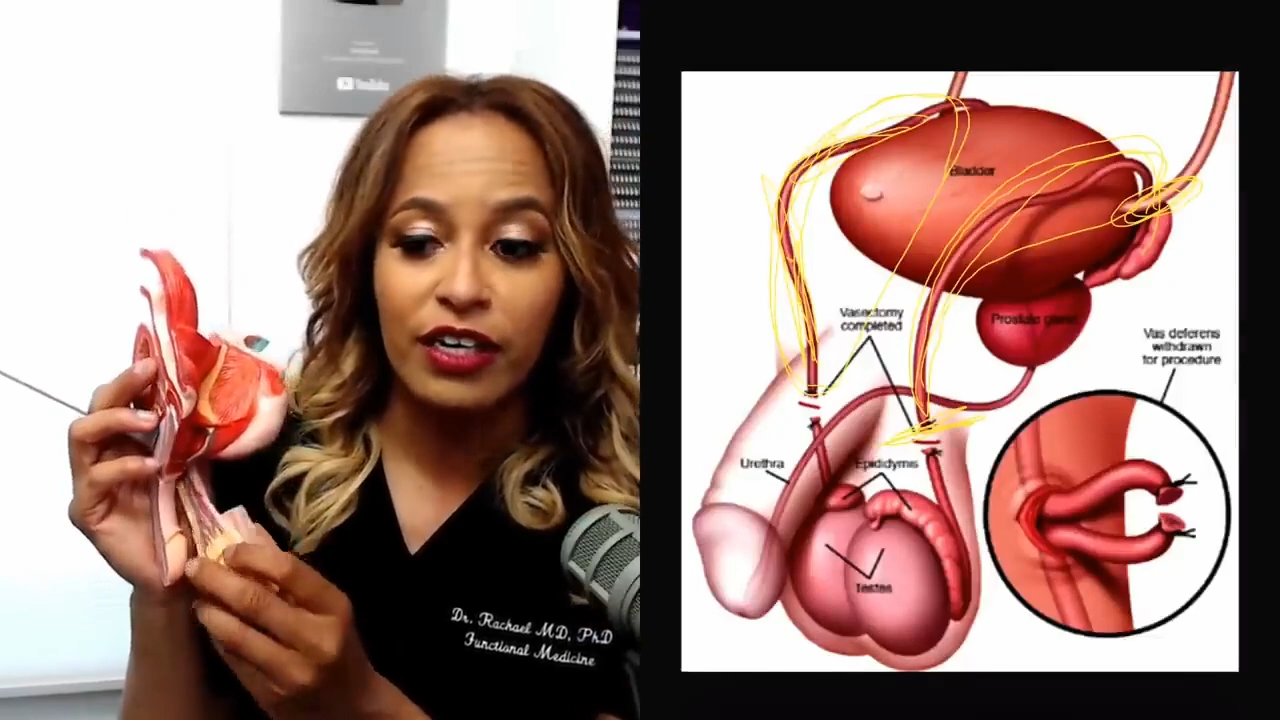 YouTube
Dr. Rachael MD, PhD
Functional Medicine
Bladder
Vasectomy
completed
Prostate gland
Vas deferens
withdrawn
for procedure
Urethra
Epididymis
Testes